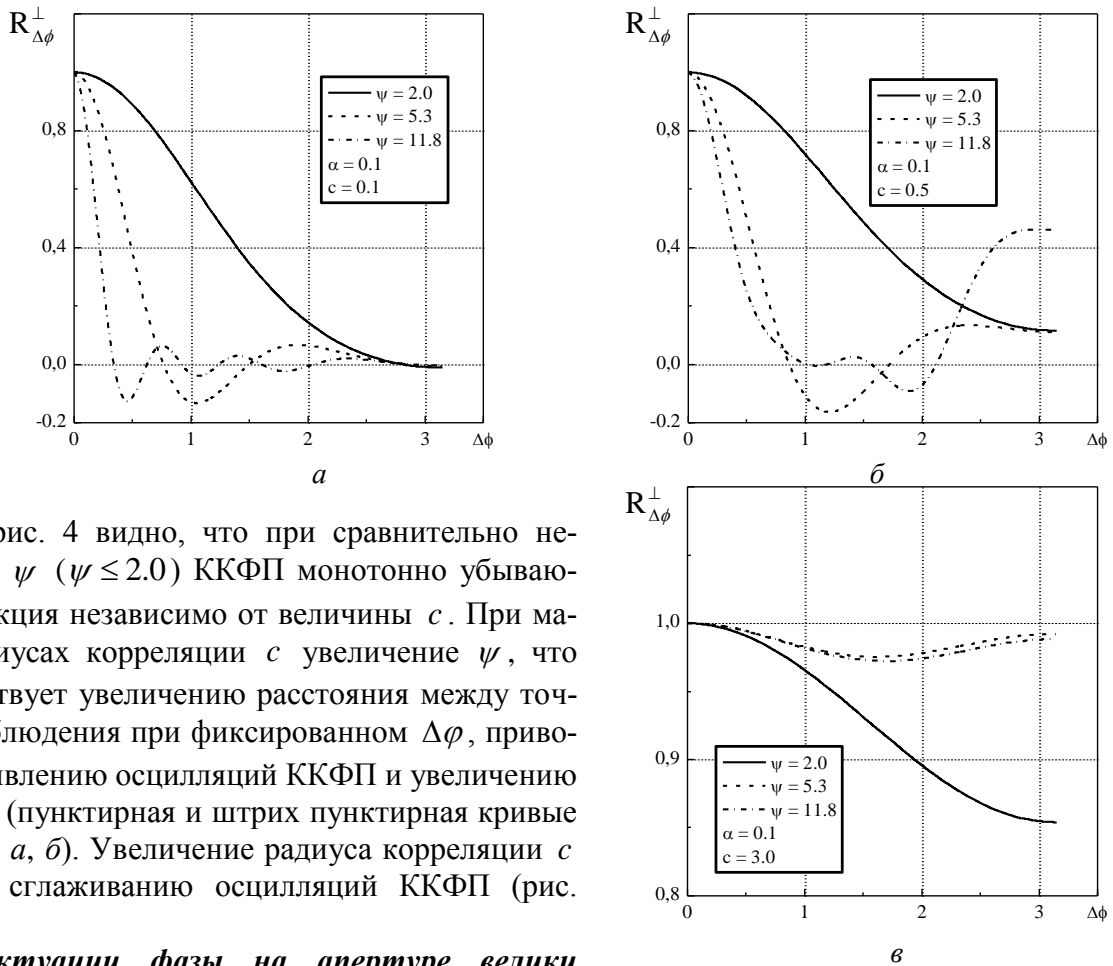 R⊥Δϕ
0,8
0,4
0,0
-0.2
0 1 2 3 Δϕ
ψ = 2.0
ψ = 5.3
ψ = 11.8
α = 0.1
c = 0.1
а
R⊥Δϕ
0,8
0,4
0,0
-0.2
0 1 2 3 Δϕ
ψ = 2.0
ψ = 5.3
ψ = 11.8
α = 0.1
c = 0.5
б
рис. 4 видно, что при сравнительно не-
ψ (ψ ≤ 2.0) ККФП монотонно убываю-
кция независимо от величины c. При ма-
иусах корреляции c увеличение ψ, что
ствует увеличению расстояния между точ-
блюдения при фиксированном Δφ, приво-
явлению осцилляций ККФП и увеличению
(пунктирная и штрих пунктирная кривые
а, б). Увеличение радиуса корреляции c
сглаживанию осцилляций ККФП (рис.
ктуации фазы на апертуре велики
R⊥Δϕ
1,0
0,9
0,8
0 1 2 3 Δϕ
ψ = 2.0
ψ = 5.3
ψ = 11.8
α = 0.1
c = 3.0
в